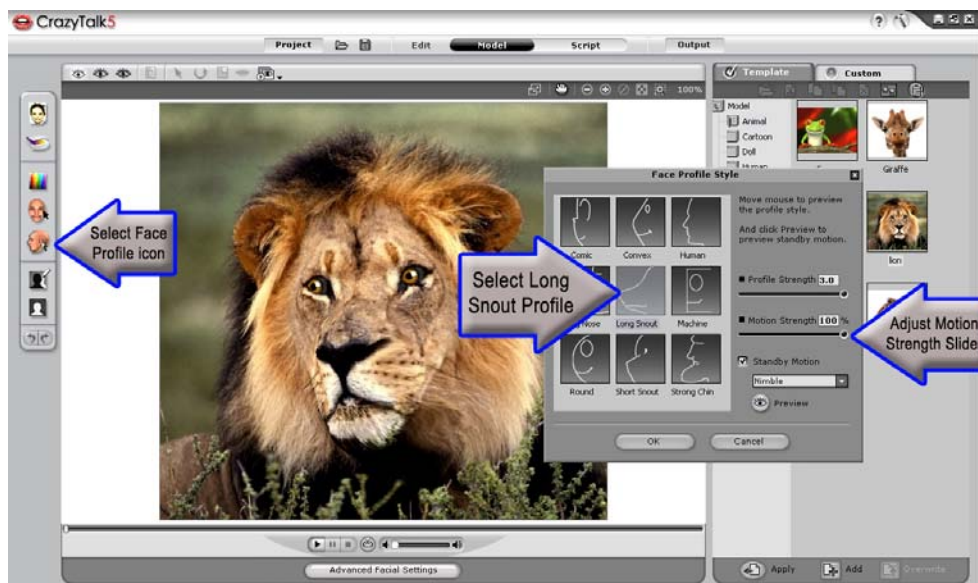 CrazyTalk5
Project Edit Model Script Output
100%
Template Custom
Model
Animal
Cartoon
Doll
Human
Giraffe
lion
Select Face
Profile icon
Face Profile Style
Comic Convex Human
Nose Long Snout Machine
Round Short Snout Strong Chin
Select Long
Snout Profile
Move mouse to preview
the profile style.
And click Preview to
preview standby motion.
Profile Strength 3.0
Motion Strength 100 %
Standby Motion
Nimble
Preview
OK Cancel
Adjust Motion
Strength Slide
Advanced Facial Settings
Apply Add Overwrite